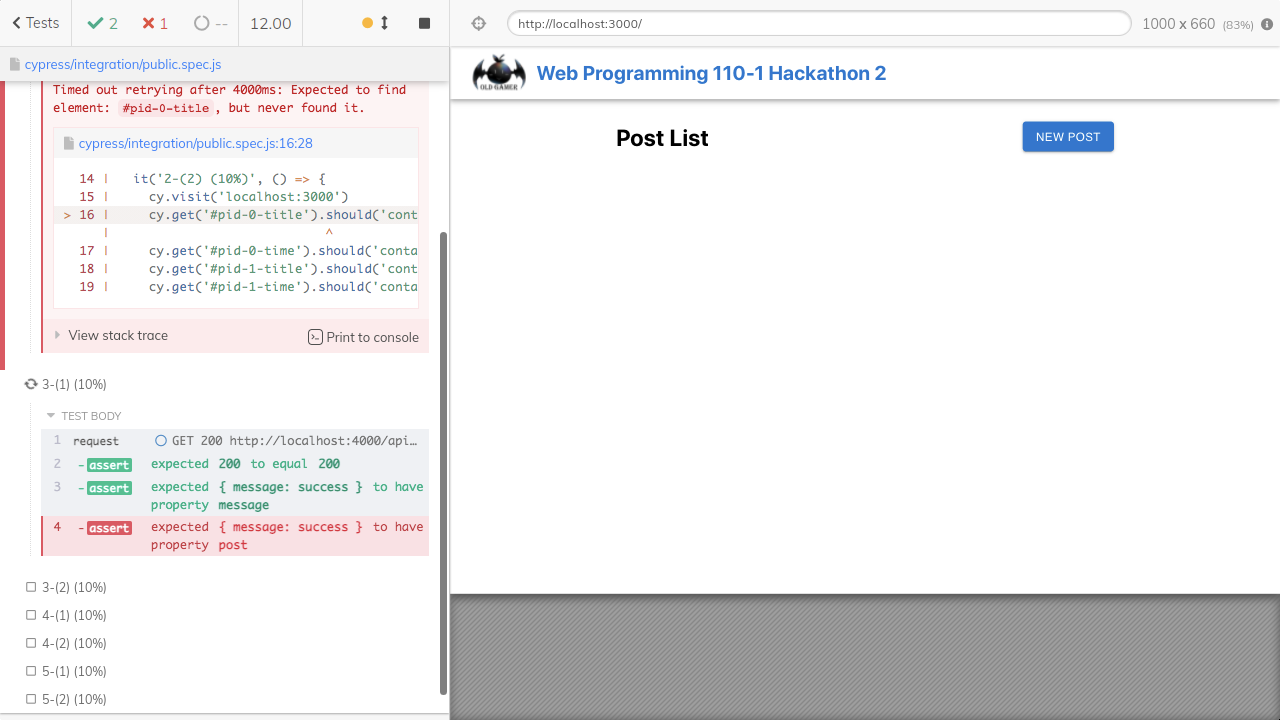 Tests
2
1
--
12.00
http://localhost:3000/
1000 x 660 (83%)
cypress/integration/public.spec.js
OLD GAMER
Web Programming 110-1 Hackathon 2
Timed out retrying after 4000ms: Expected to find
element: #pid-0-title, but never found it.
cypress/integration/public.spec.js:16:28
14 | it('2-(2) (10%)', () => {
15 | cy.visit('localhost:3000')
> 16 | cy.get('#pid-0-title').should('cont
| ^
17 | cy.get('#pid-0-time').should('conta
18 | cy.get('#pid-1-title').should('cont
19 | cy.get('#pid-1-time').should('conta
View stack trace
Print to console
3-(1) (10%)
TEST BODY
1 request GET 200 http://localhost:4000/api…
2 -assert expected 200 to equal 200
3 -assert expected { message: success } to have
property message
4 -assert expected { message: success } to have
property post
3-(2) (10%)
4-(1) (10%)
4-(2) (10%)
5-(1) (10%)
5-(2) (10%)
Post List
NEW POST